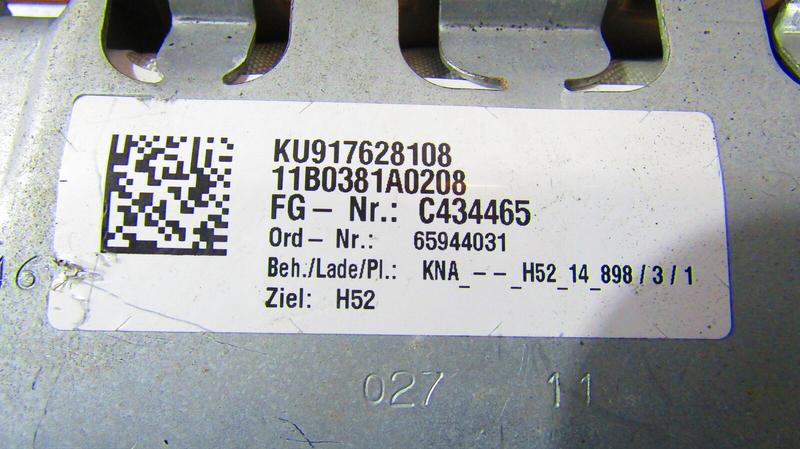 KU917628108
11B0381A0208
FG – Nr.: C434465
Ord – Nr.: 65944031
Beh./Lade/Pl.: KNA_ – – _H52_14_898 / 3 / 1
Ziel: H52
46
027 11